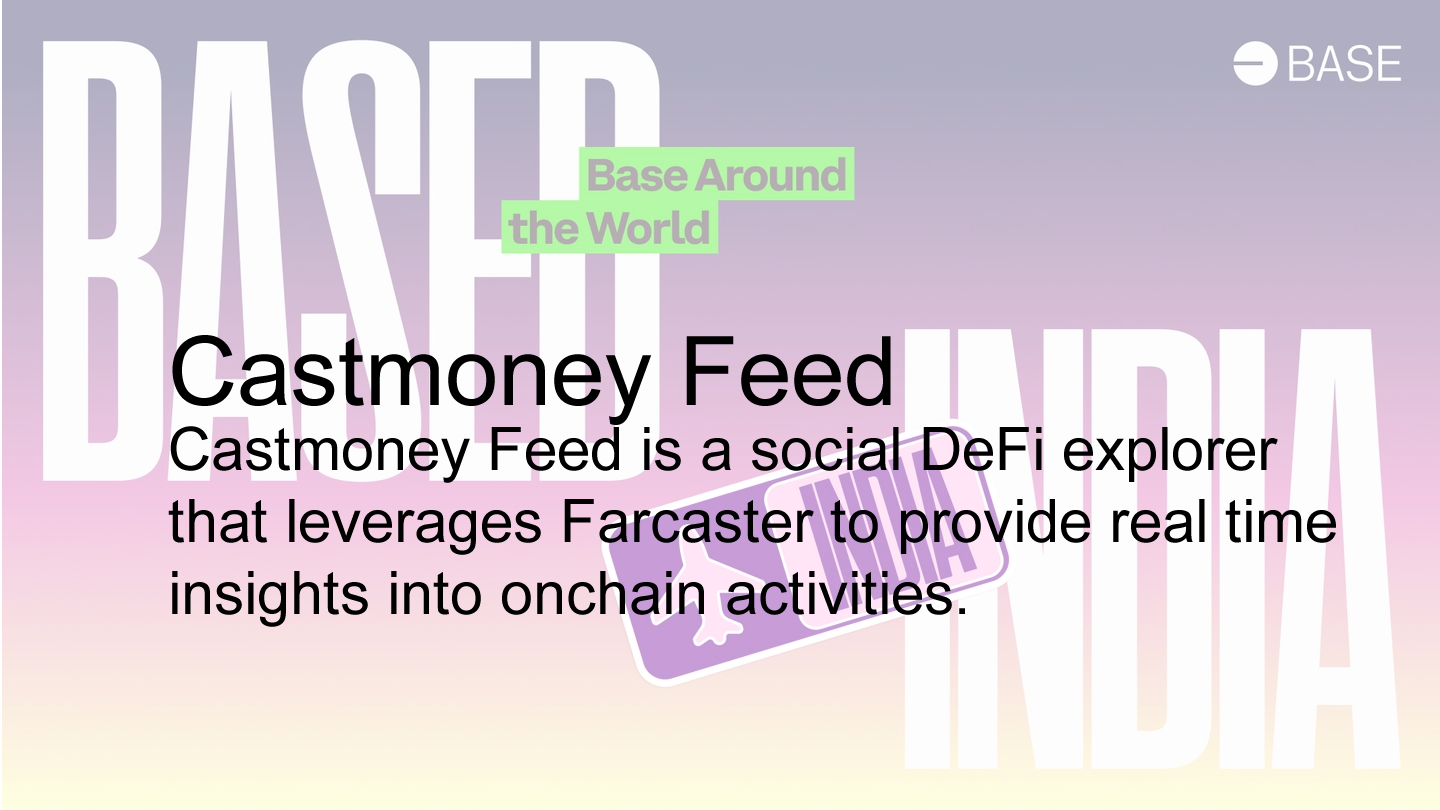 BASED
BASE
Base Around
the World
INDIA
Castmoney Feed
Castmoney Feed is a social DeFi explorer
that leverages Farcaster to provide real time
insights into onchain activities.
INDIA